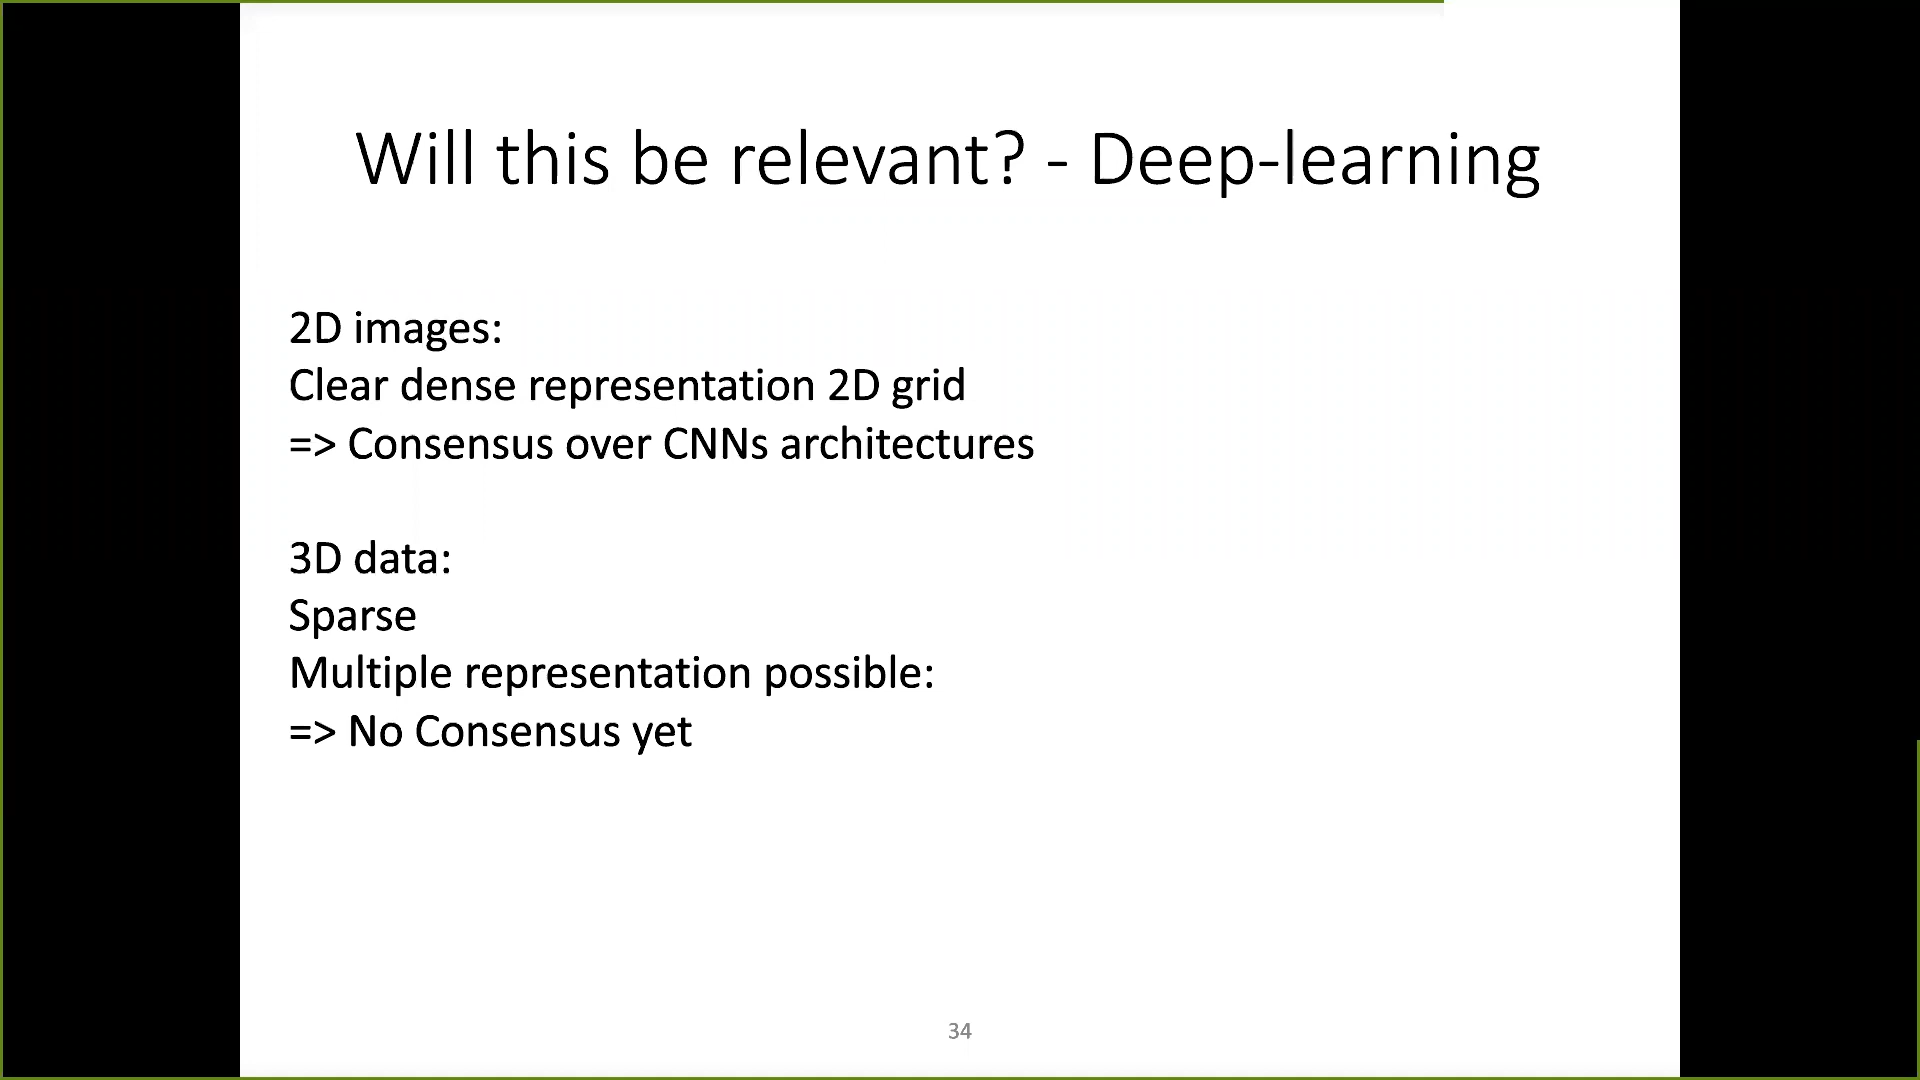 Will this be relevant? - Deep-learning
2D images:
Clear dense representation 2D grid
=> Consensus over CNNs architectures
3D data:
Sparse
Multiple representation possible:
=> No Consensus yet
34